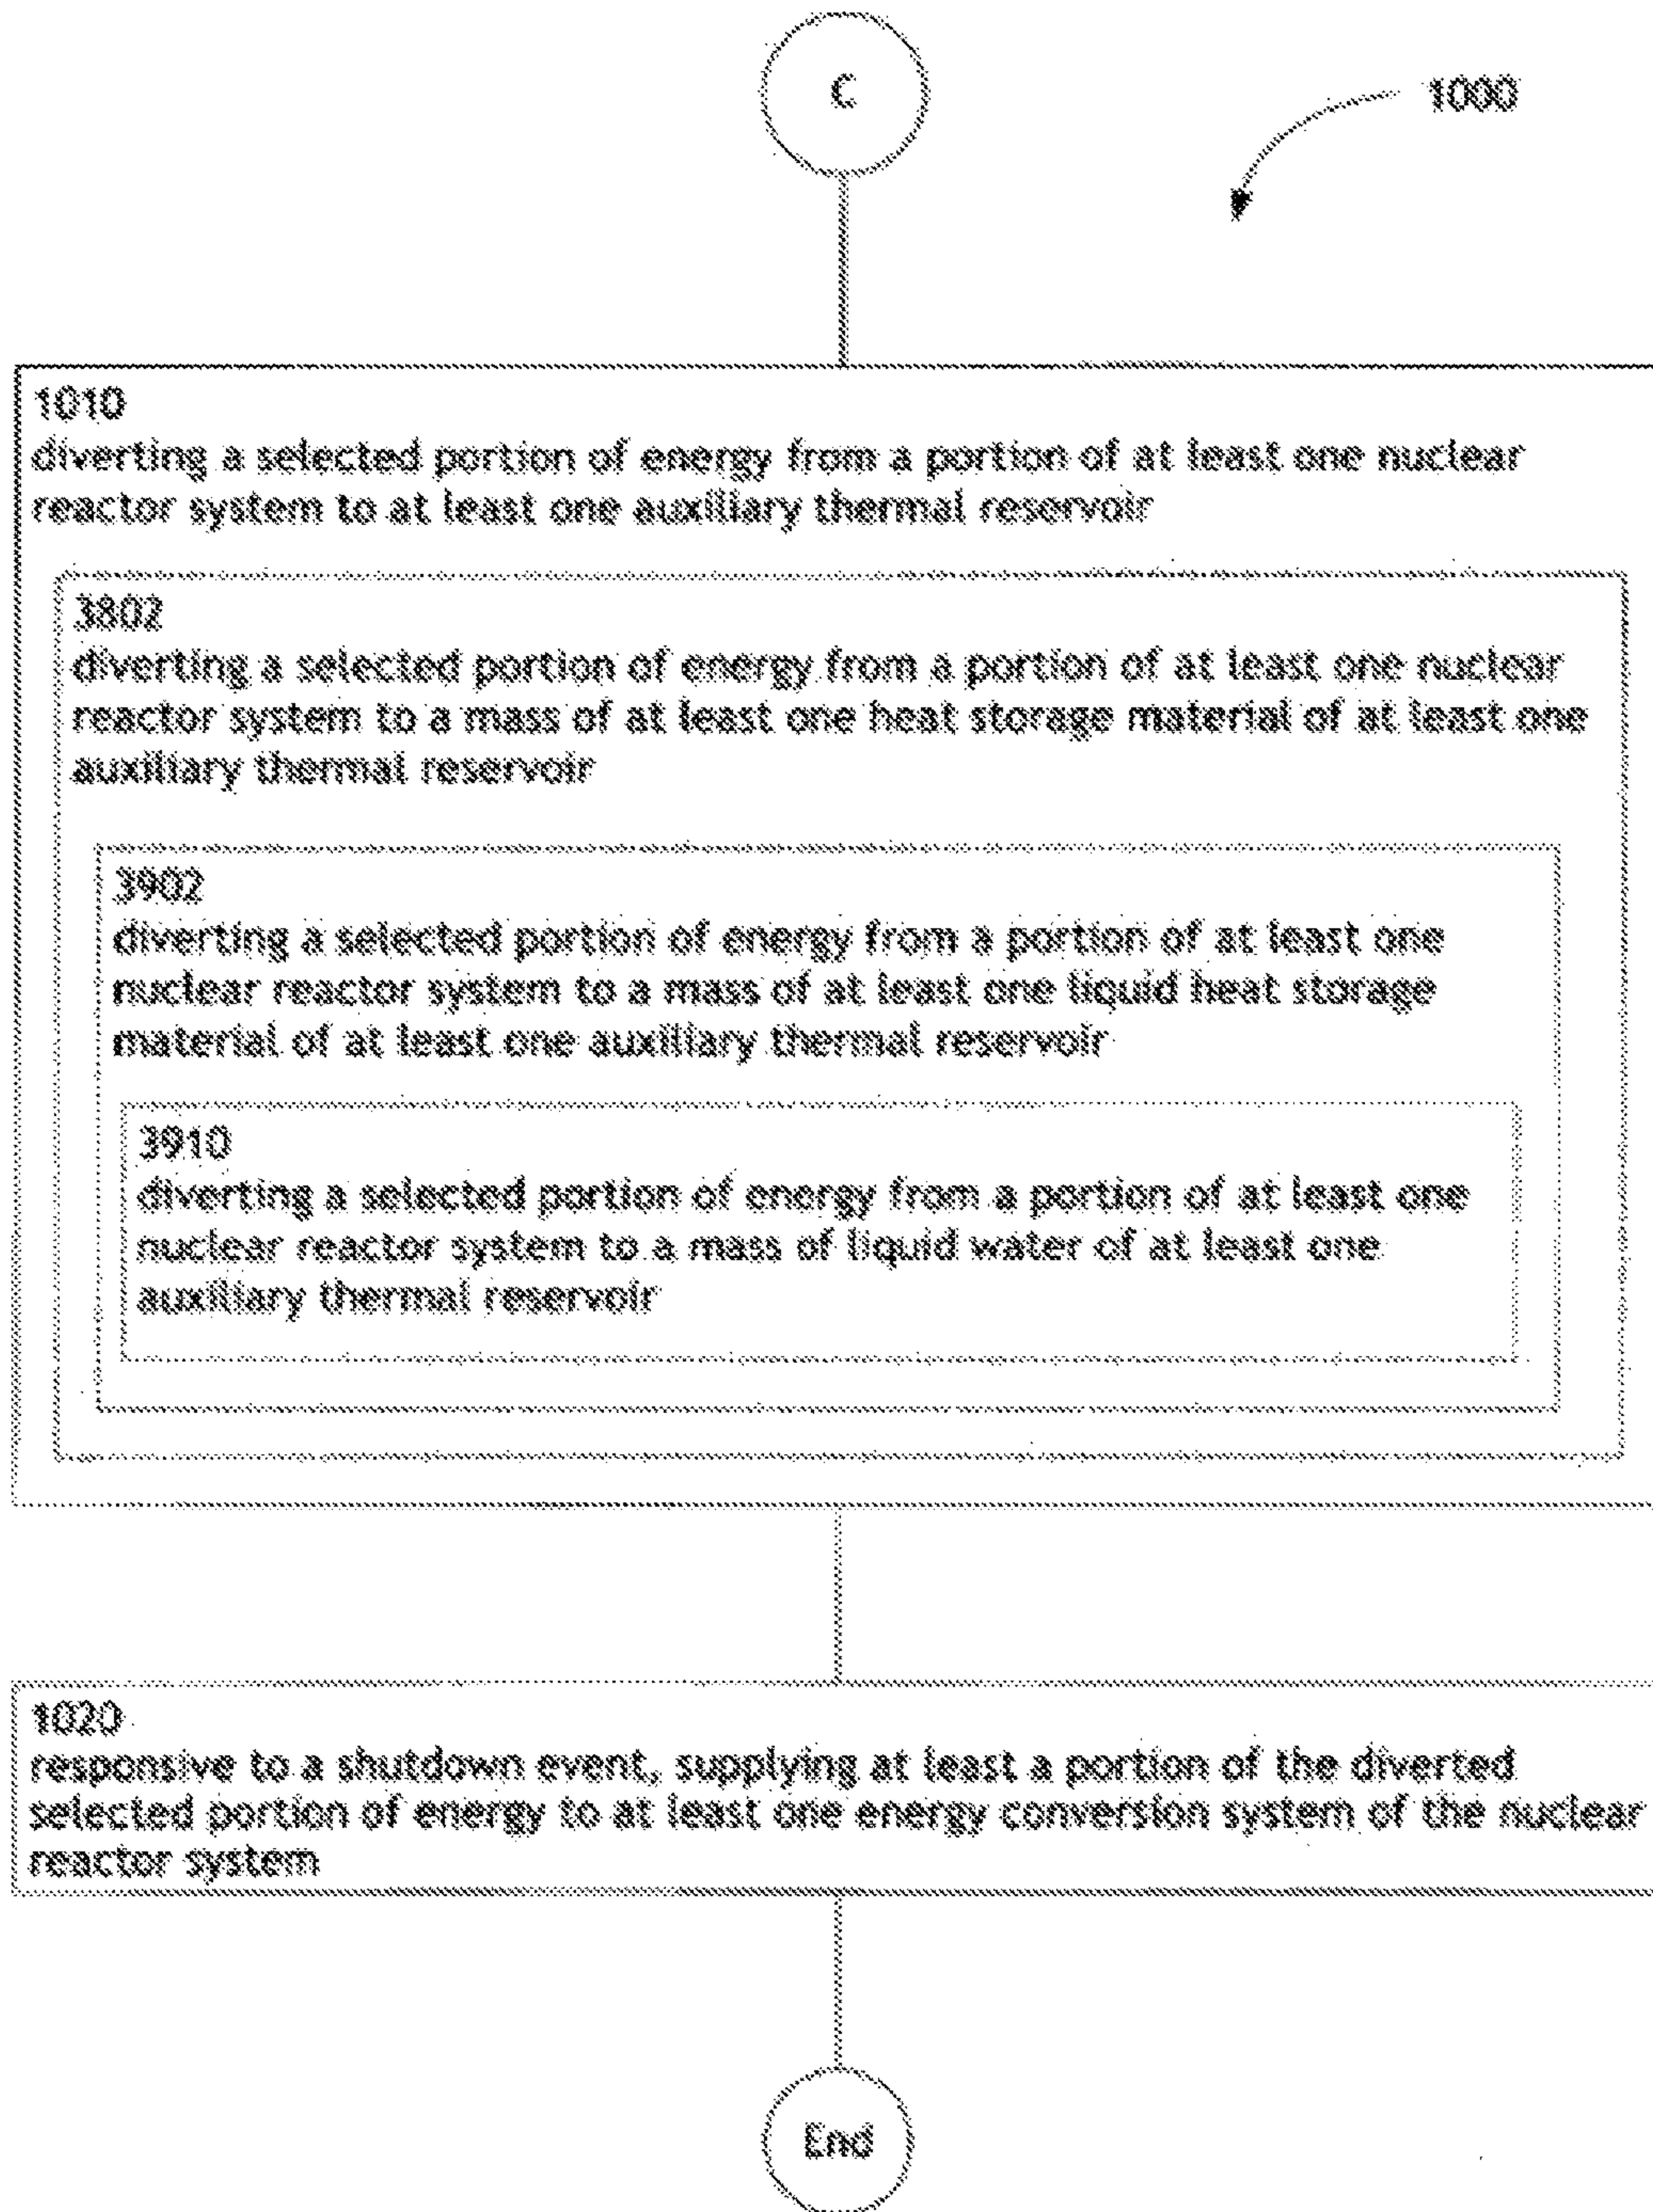 C
1000
1010
diverting a selected portion of energy from a portion of at least one nuclear
reactor system to at least one auxiliary thermal reservoir
3802
diverting a selected portion of energy from a portion of at least one nuclear
reactor system to a mass of at least one heat storage material of at least one
auxiliary thermal reservoir
3902
diverting a selected portion of energy from a portion of at least one
nuclear reactor system to a mass of at least one liquid heat storage
material of at least one auxiliary thermal reservoir
3910
diverting a selected portion of energy from a portion of at least one
nuclear reactor system to a mass of liquid water of at least one
auxiliary thermal reservoir
1020
responsive to a shutdown event, supplying at least a portion of the diverted
selected portion of energy to at least one energy conversion system of the nuclear
reactor system
End